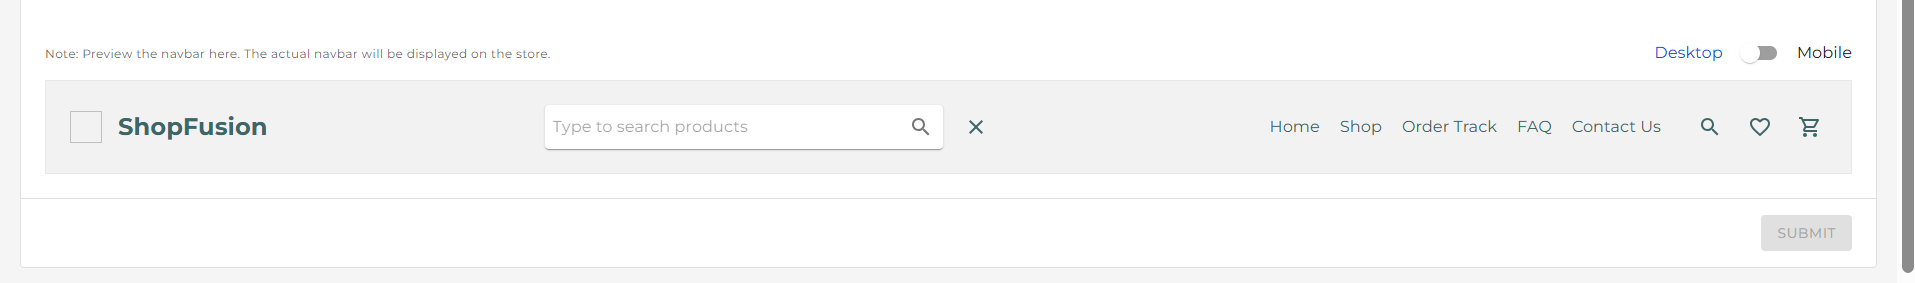 Note: Preview the navbar here. The actual navbar will be displayed on the store.
Desktop Mobile
ShopFusion Type to search products Home Shop Order Track FAQ Contact Us
SUBMIT